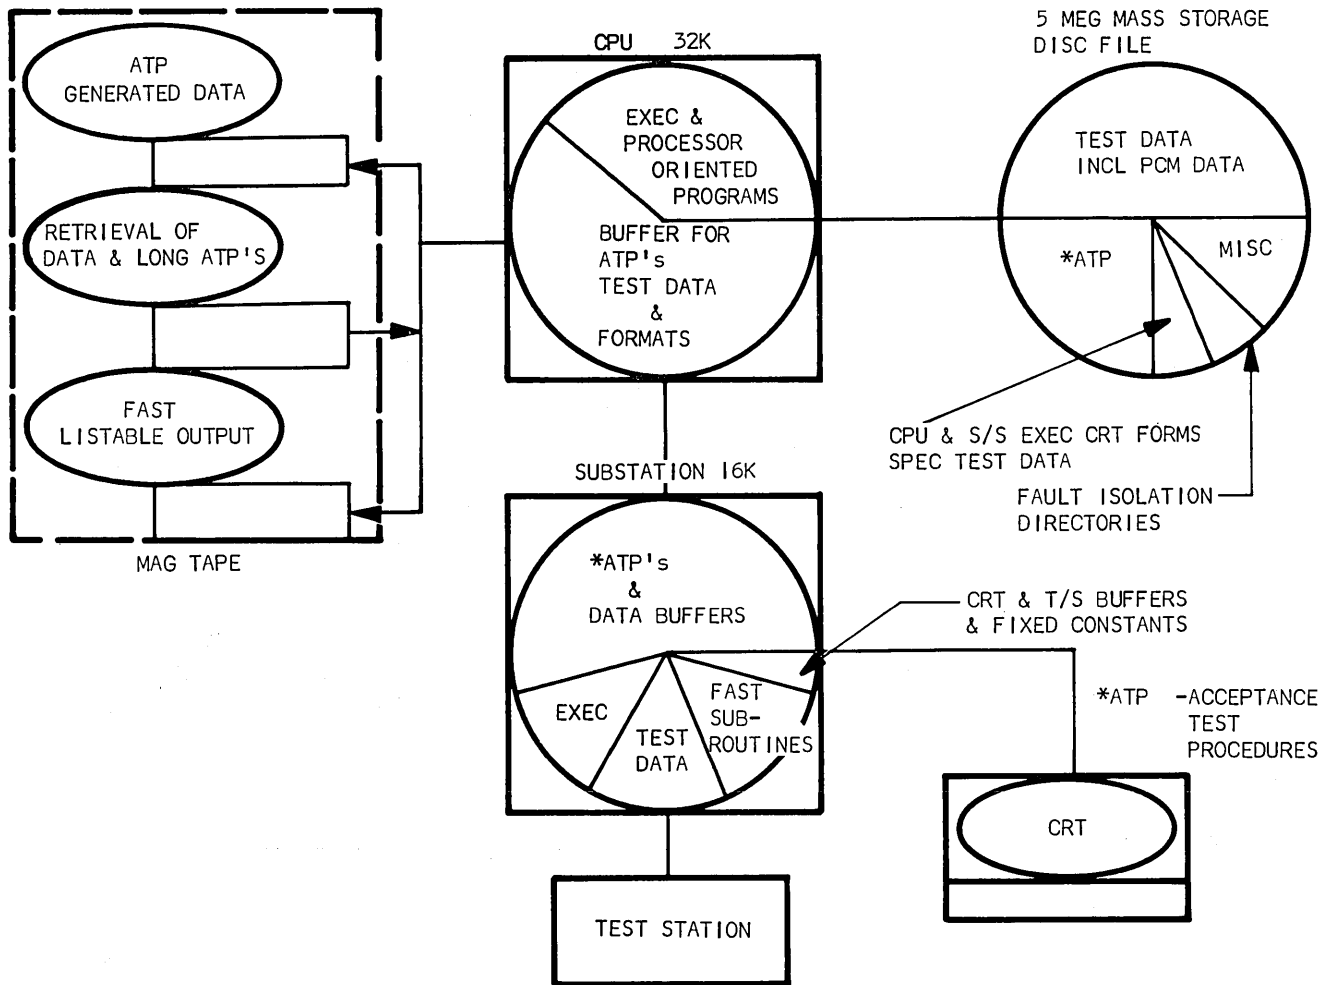 5 MEG MASS STORAGE
DISC FILE
CPU 32K
ATP
GENERATED DATA
RETRIEVAL OF
DATA & LONG ATP'S
FAST
LISTABLE OUTPUT
MAG TAPE
EXEC &
PROCESSOR
ORIENTED
PROGRAMS
BUFFER FOR
ATP's
TEST DATA
&
FORMATS
TEST DATA
INCL PCM DATA
*ATP
MISC
CPU & S/S EXEC CRT FORMS
SPEC TEST DATA
FAULT ISOLATION
DIRECTORIES
SUBSTATION 16K
*ATP's
&
DATA BUFFERS
EXEC
TEST
DATA
FAST
SUB-
ROUTINES
CRT & T/S BUFFERS
& FIXED CONSTANTS
*ATP -ACCEPTANCE
TEST
PROCEDURES
CRT
TEST STATION